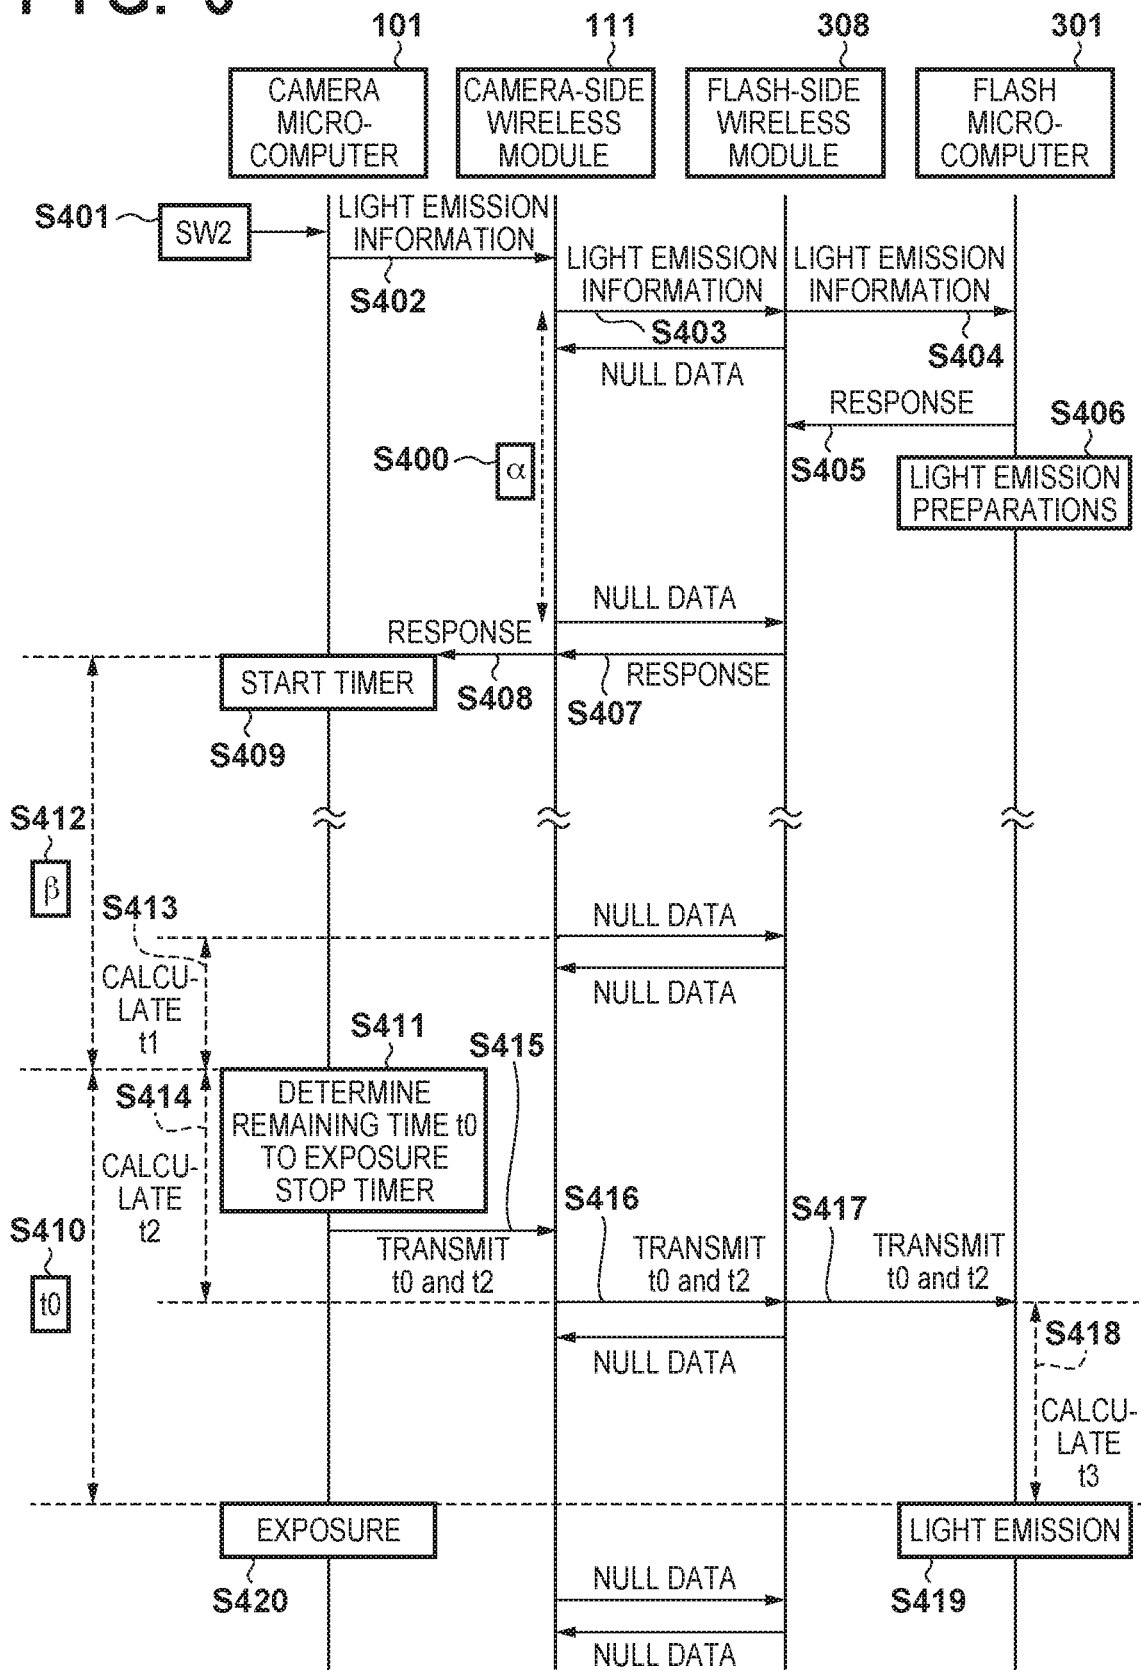 101
111
308
301
CAMERA
MICRO-
COMPUTER
CAMERA-SIDE
WIRELESS
MODULE
FLASH-SIDE
WIRELESS
MODULE
FLASH
MICRO-
COMPUTER
S401
SW2
LIGHT EMISSION
INFORMATION
S402
LIGHT EMISSION
INFORMATION
S403
LIGHT EMISSION
INFORMATION
S404
NULL DATA
RESPONSE
S405
S406
LIGHT EMISSION
PREPARATIONS
S400
α
NULL DATA
RESPONSE
S408
RESPONSE
S407
START TIMER
S409
S412
β
S413
CALCU-
LATE
t1
NULL DATA
NULL DATA
S411
S415
DETERMINE
REMAINING TIME t0
TO EXPOSURE
STOP TIMER
S414
CALCU-
LATE
t2
S410
t0
TRANSMIT
t0 and t2
S416
TRANSMIT
t0 and t2
S417
TRANSMIT
t0 and t2
NULL DATA
S418
CALCU-
LATE
t3
EXPOSURE
S420
LIGHT EMISSION
S419
NULL DATA
NULL DATA